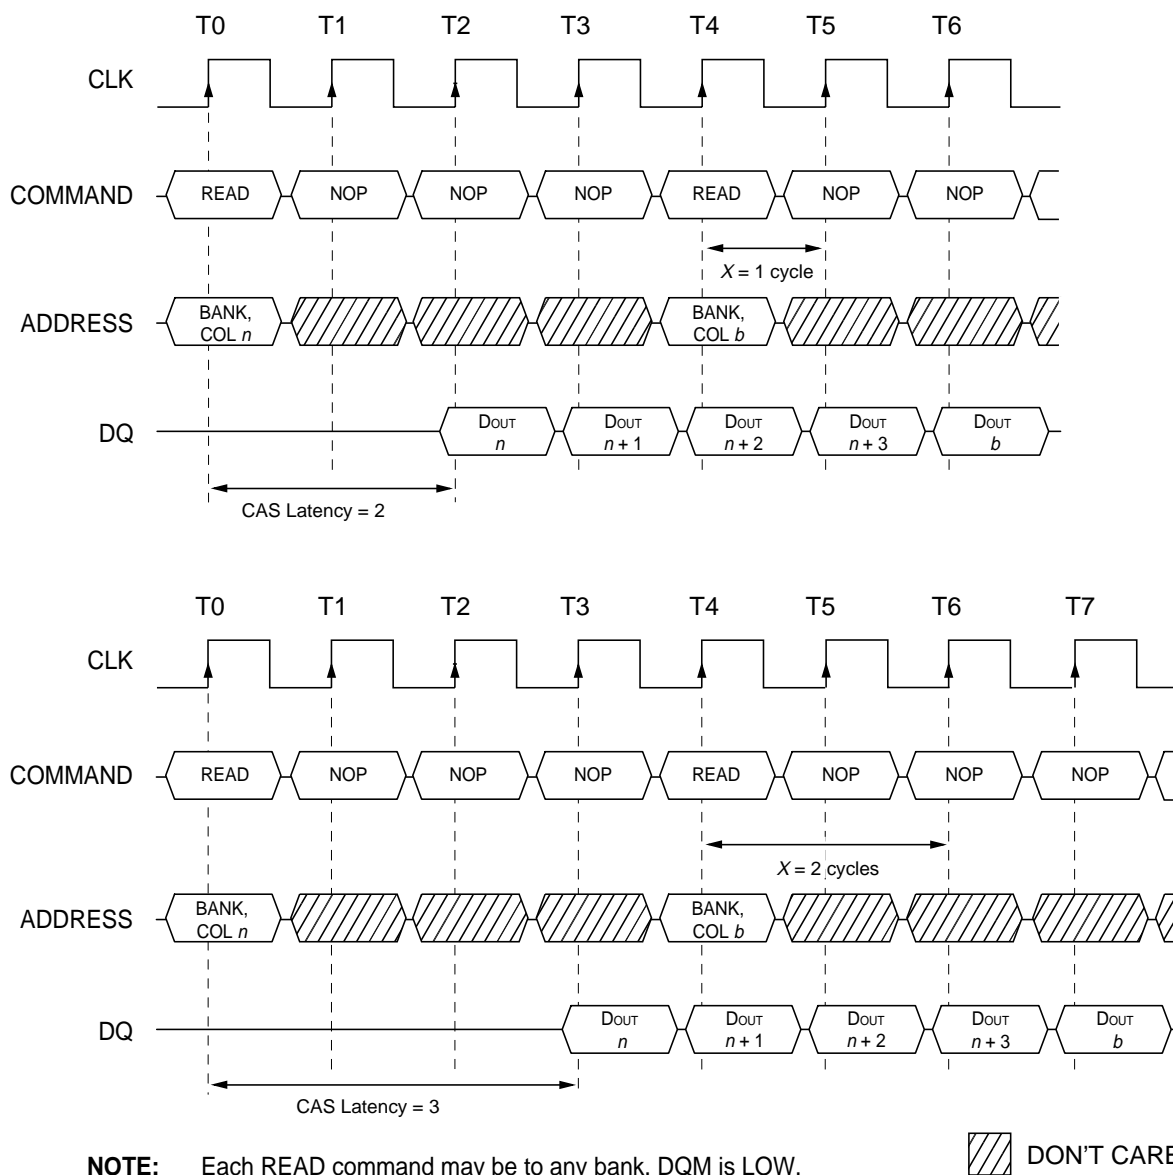 T0 T1 T2 T3 T4 T5 T6
CLK
COMMAND READ NOP NOP NOP READ NOP NOP
X = 1 cycle
ADDRESS BANK, COL n BANK, COL b
DQ DOUT n DOUT n + 1 DOUT n + 2 DOUT n + 3 DOUT b
CAS Latency = 2
T0 T1 T2 T3 T4 T5 T6 T7
CLK
COMMAND READ NOP NOP NOP READ NOP NOP NOP
X = 2 cycles
ADDRESS BANK, COL n BANK, COL b
DQ DOUT n DOUT n + 1 DOUT n + 2 DOUT n + 3 DOUT b
CAS Latency = 3
DON'T CARE
NOTE: Each READ command may be to any bank. DQM is LOW.